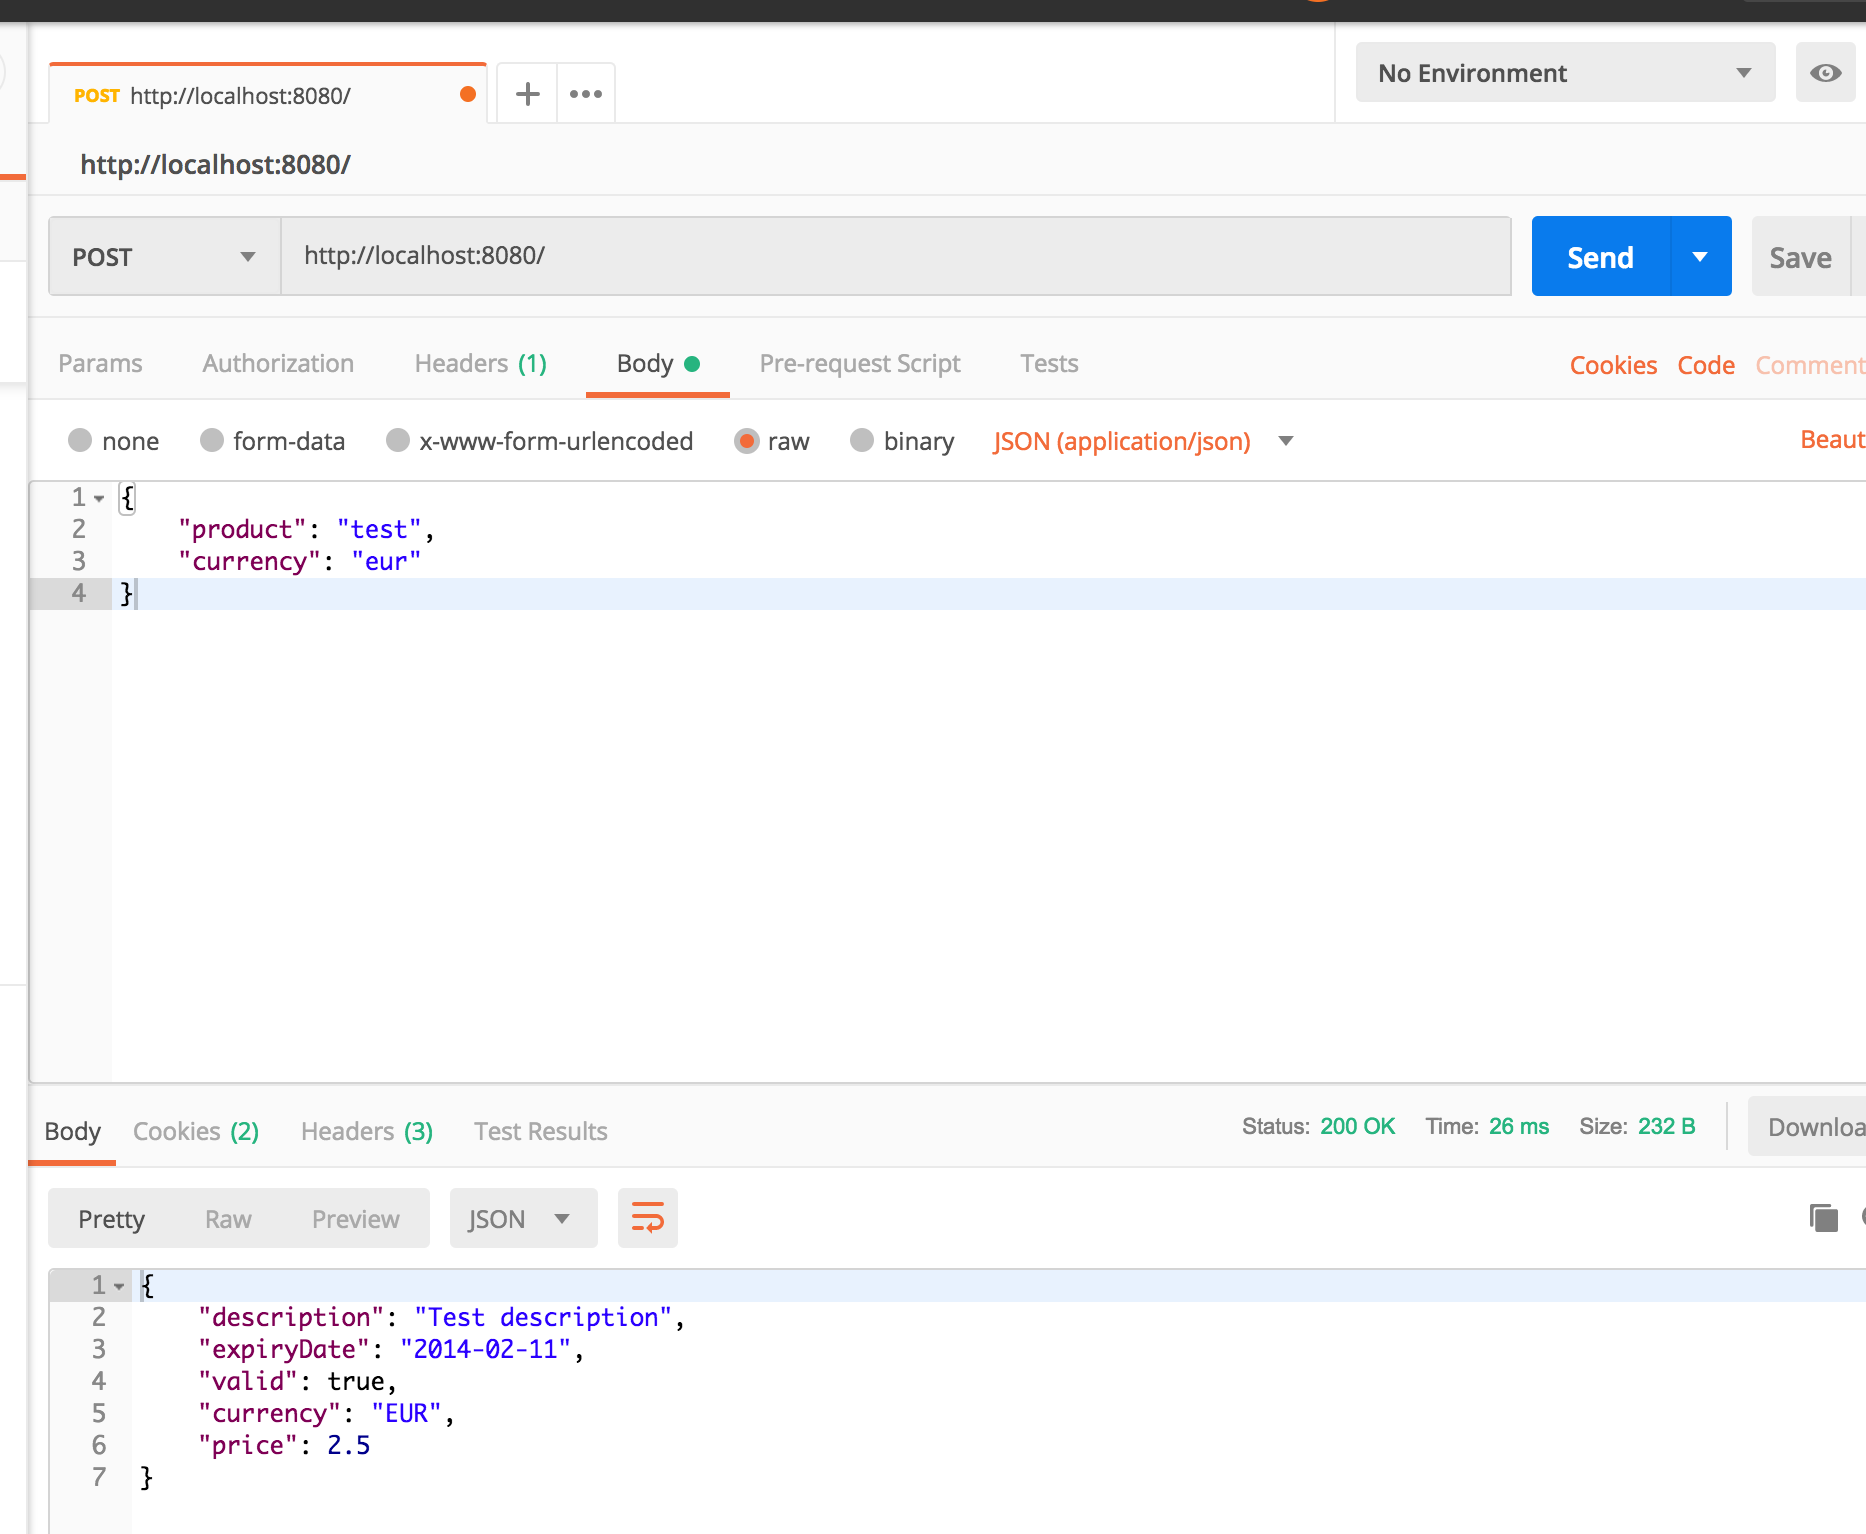 POST http://localhost:8080/
No Environment
http://localhost:8080/
POST http://localhost:8080/ Send Save
Params Authorization Headers (1) Body Pre-request Script Tests Cookies Code Comment
none form-data x-www-form-urlencoded raw binary JSON (application/json) Beaut
1 {
2 "product": "test",
3 "currency": "eur"
4 }
Body Cookies (2) Headers (3) Test Results Status: 200 OK Time: 26 ms Size: 232 B Downloa
Pretty Raw Preview JSON
1 {
2 "description": "Test description",
3 "expiryDate": "2014-02-11",
4 "valid": true,
5 "currency": "EUR",
6 "price": 2.5
7 }